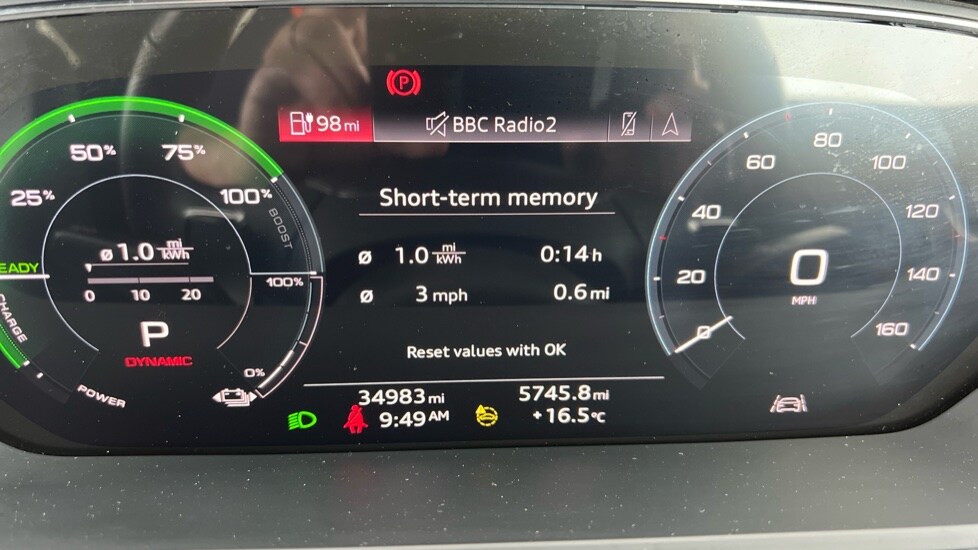 P
98 mi
BBC Radio2
25%
50%
75%
100%
BOOST
ø 1.0 mi/kWh
0 10 20
READY
P
DYNAMIC
CHARGE
POWER
100%
0%
Short-term memory
ø 1.0 mi/kWh 0:14 h
ø 3 mph 0.6 mi
Reset values with OK
34983 mi 5745.8 mi
9:49 AM +16.5°C
0
20
40
60
80
100
120
140
160
0
MPH